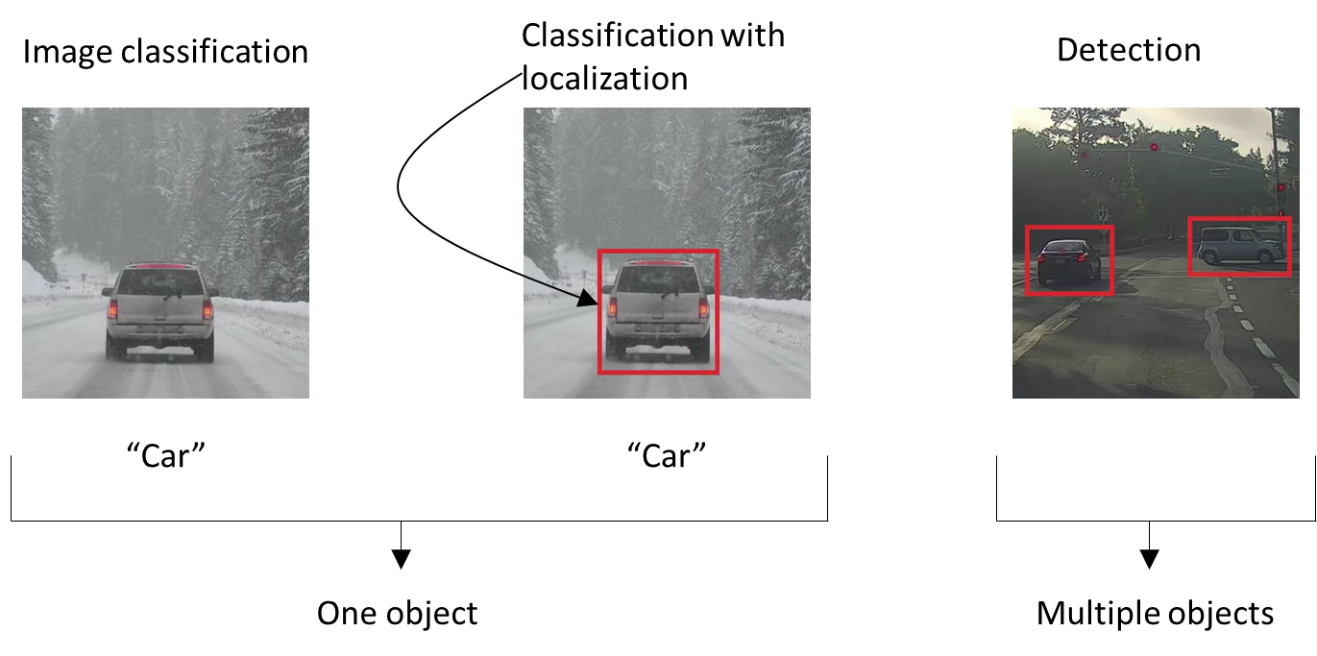 Image classification
Classification with
localization
Detection
“Car”
“Car”
One object
Multiple objects